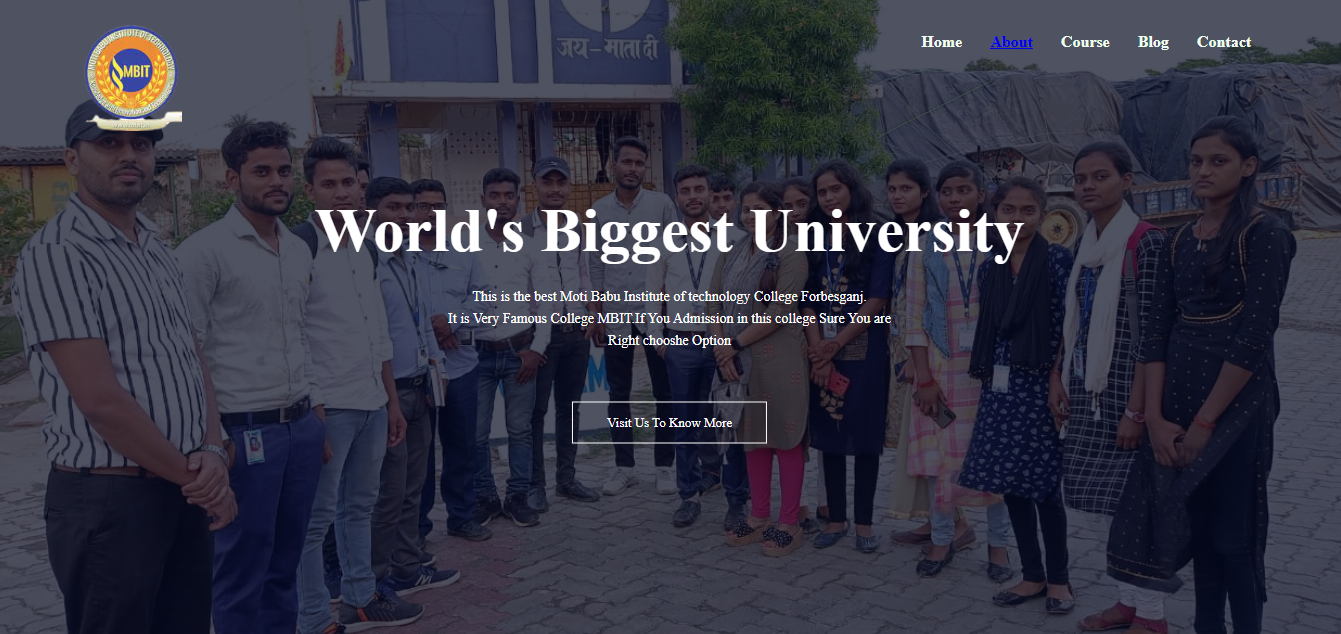 MBIT
जय-माता दी
Home About Course Blog Contact
World's Biggest University
This is the best Moti Babu Institute of technology College Forbesganj.
It is Very Famous College MBIT.If You Admission in this college Sure You are
Right chooshe Option
Visit Us To Know More